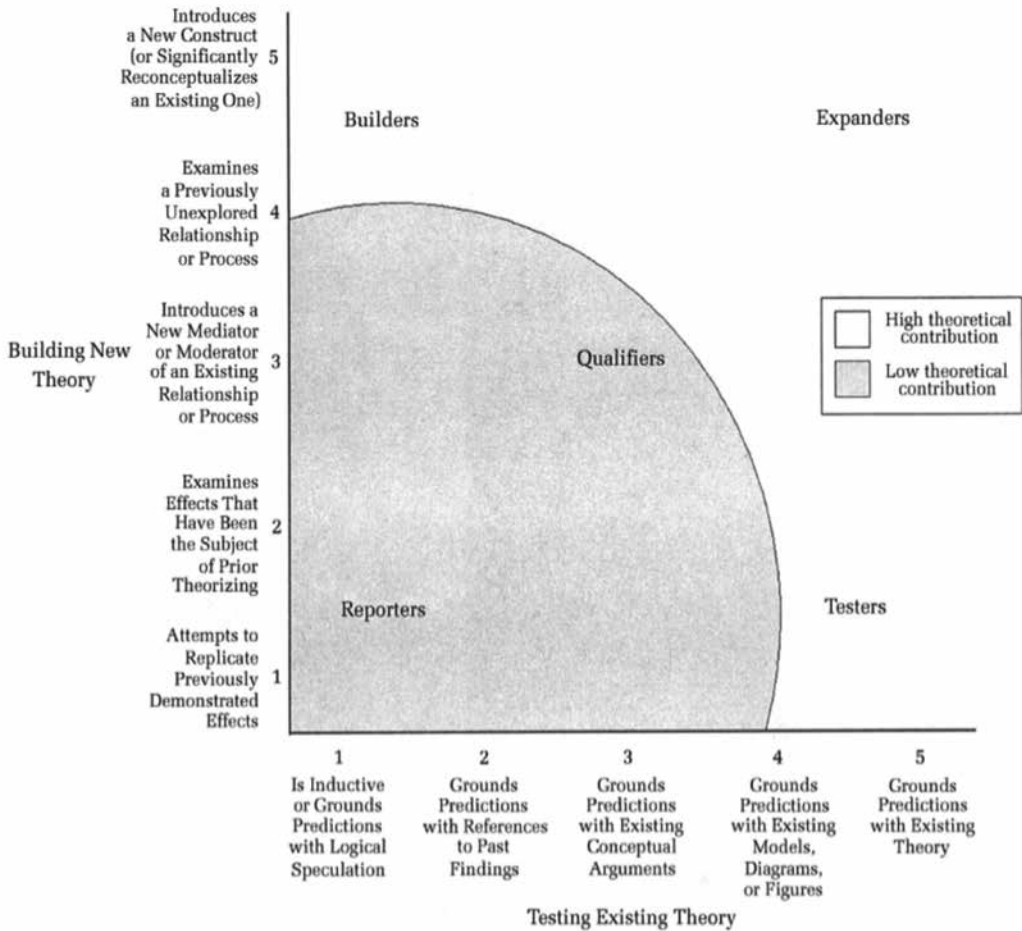 Introduces
a New Construct
(or Significantly
Reconceptualizes
an Existing One)
5
Builders
Expanders
Examines
a Previously
Unexplored
Relationship
or Process
4
Introduces a
New Mediator
or Moderator
of an Existing
Relationship
or Process
3
Building New
Theory
Qualifiers
High theoretical
contribution
Low theoretical
contribution
Examines
Effects That
Have Been
the Subject
of Prior
Theorizing
2
Reporters
Testers
Attempts to
Replicate
Previously
Demonstrated
Effects
1
1
Is Inductive
or Grounds
Predictions
with Logical
Speculation
2
Grounds
Predictions
with References
to Past
Findings
3
Grounds
Predictions
with Existing
Conceptual
Arguments
4
Grounds
Predictions
with Existing
Models,
Diagrams,
or Figures
5
Grounds
Predictions
with Existing
Theory
Testing Existing Theory